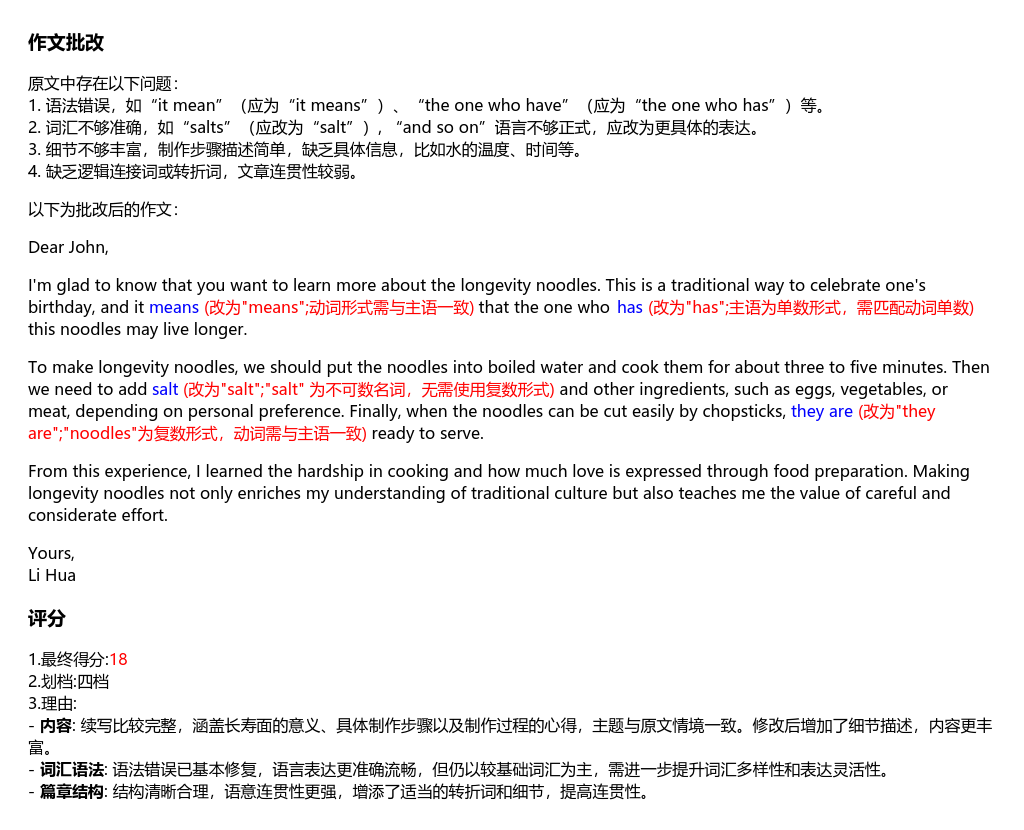 作文批改
原文中存在以下问题：
1. 语法错误，如“it mean”（应为“it means”）、“the one who have”（应为“the one who has”）等。
2. 词汇不够准确，如“salts”（应改为“salt”），“and so on”语言不够正式，应改为更具体的表达。
3. 细节不够丰富，制作步骤描述简单，缺乏具体信息，比如水的温度、时间等。
4. 缺乏逻辑连接词或转折词，文章连贯性较弱。
以下为批改后的作文：
Dear John,
I'm glad to know that you want to learn more about the longevity noodles. This is a traditional way to celebrate one's
birthday, and it means (改为"means";动词形式需与主语一致) that the one who has (改为"has";主语为单数形式，需匹配动词单数)
this noodles may live longer.
To make longevity noodles, we should put the noodles into boiled water and cook them for about three to five minutes. Then
we need to add salt (改为"salt";"salt" 为不可数名词，无需使用复数形式) and other ingredients, such as eggs, vegetables, or
meat, depending on personal preference. Finally, when the noodles can be cut easily by chopsticks, they are (改为"they
are";"noodles"为复数形式，动词需与主语一致) ready to serve.
From this experience, I learned the hardship in cooking and how much love is expressed through food preparation. Making
longevity noodles not only enriches my understanding of traditional culture but also teaches me the value of careful and
considerate effort.
Yours,
Li Hua
评分
1.最终得分:18
2.划档:四档
3.理由:
- 内容: 续写比较完整，涵盖长寿面的意义、具体制作步骤以及制作过程的心得，主题与原文情境一致。修改后增加了细节描述，内容更丰
富。
- 词汇语法: 语法错误已基本修复，语言表达更准确流畅，但仍以较基础词汇为主，需进一步提升词汇多样性和表达灵活性。
- 篇章结构: 结构清晰合理，语意连贯性更强，增添了适当的转折词和细节，提高连贯性。